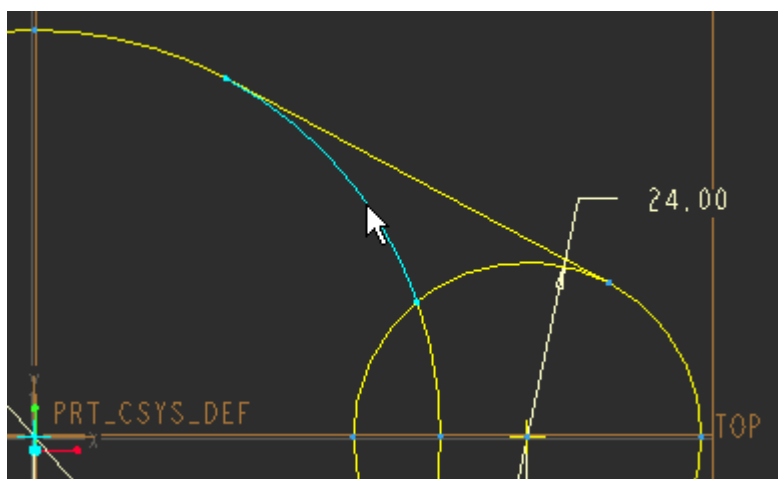 24.00
PRT_CSYS_DEF
TOP
Y
X